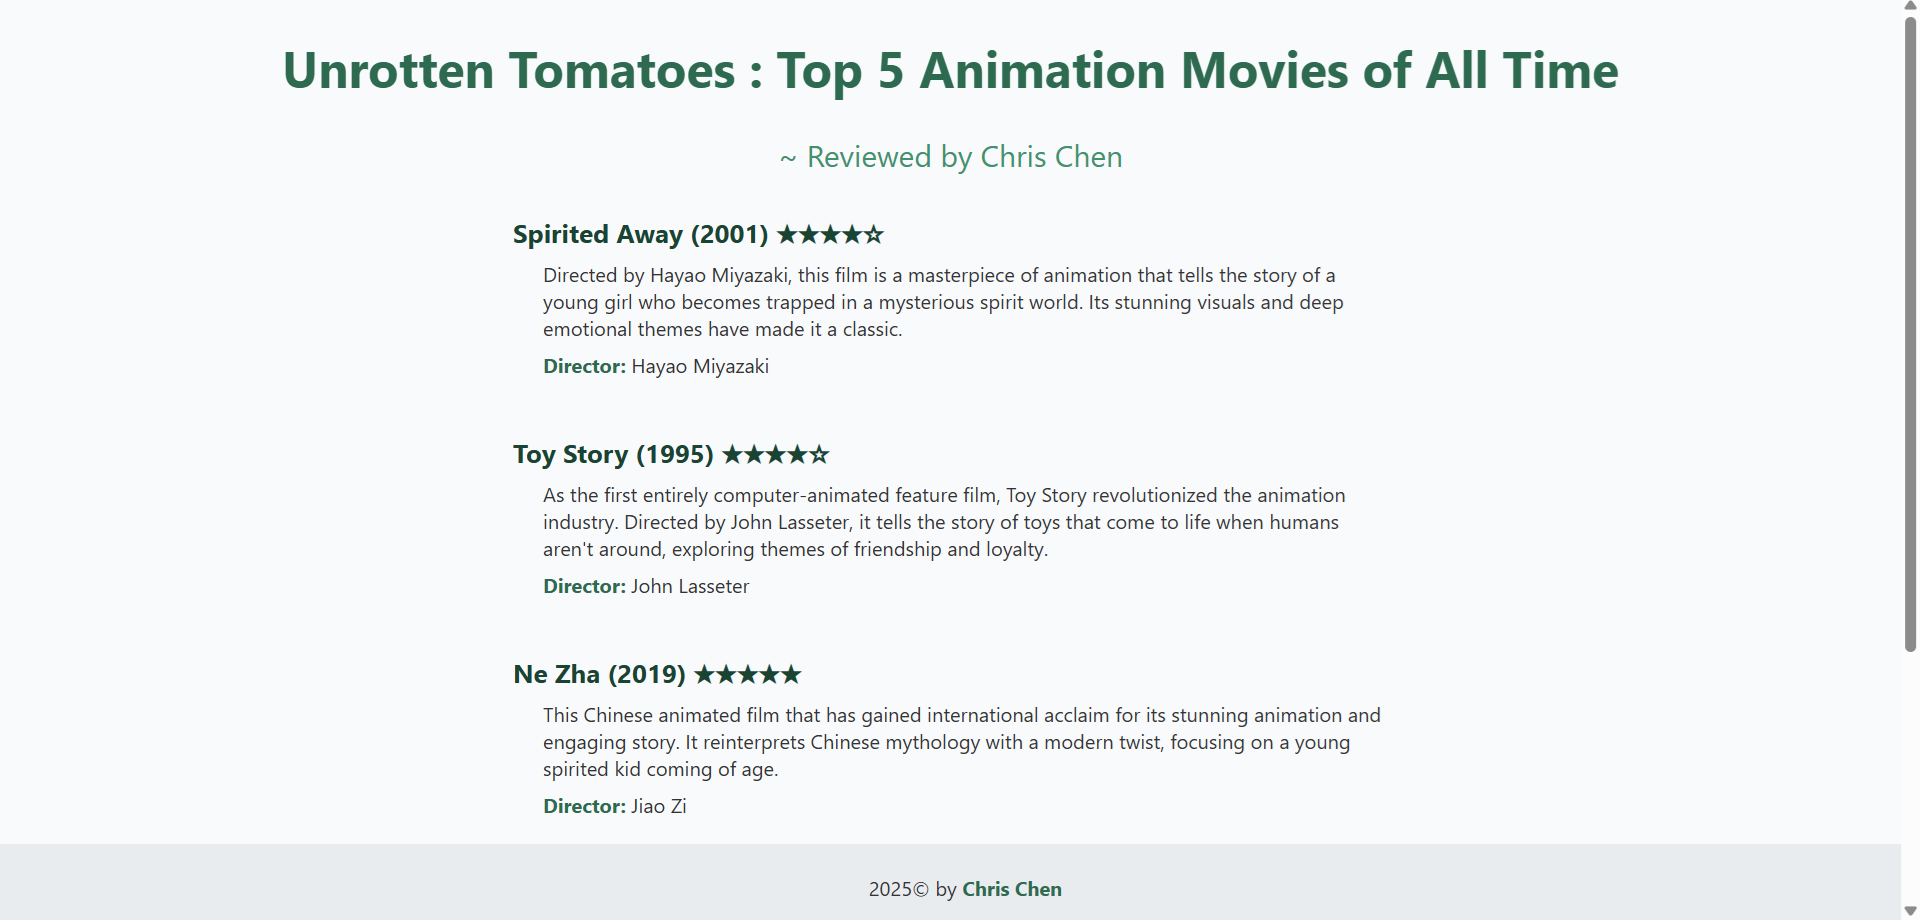 Unrotten Tomatoes : Top 5 Animation Movies of All Time
~ Reviewed by Chris Chen
Spirited Away (2001) ★★★★☆
Directed by Hayao Miyazaki, this film is a masterpiece of animation that tells the story of a
young girl who becomes trapped in a mysterious spirit world. Its stunning visuals and deep
emotional themes have made it a classic.
Director: Hayao Miyazaki
Toy Story (1995) ★★★★☆
As the first entirely computer-animated feature film, Toy Story revolutionized the animation
industry. Directed by John Lasseter, it tells the story of toys that come to life when humans
aren't around, exploring themes of friendship and loyalty.
Director: John Lasseter
Ne Zha (2019) ★★★★★
This Chinese animated film that has gained international acclaim for its stunning animation and
engaging story. It reinterprets Chinese mythology with a modern twist, focusing on a young
spirited kid coming of age.
Director: Jiao Zi
2025© by Chris Chen